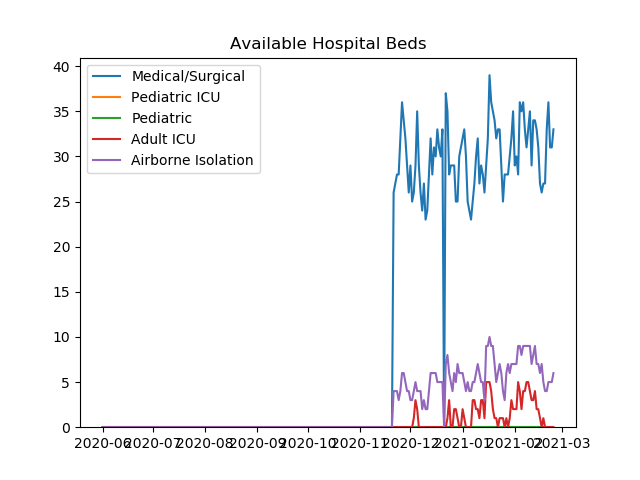 Available Hospital Beds
Medical/Surgical
Pediatric ICU
Pediatric
Adult ICU
Airborne Isolation
40
35
30
25
20
15
10
5
0
2020-06 2020-07 2020-08 2020-09 2020-10 2020-11 2020-12 2021-01 2021-02 2021-03